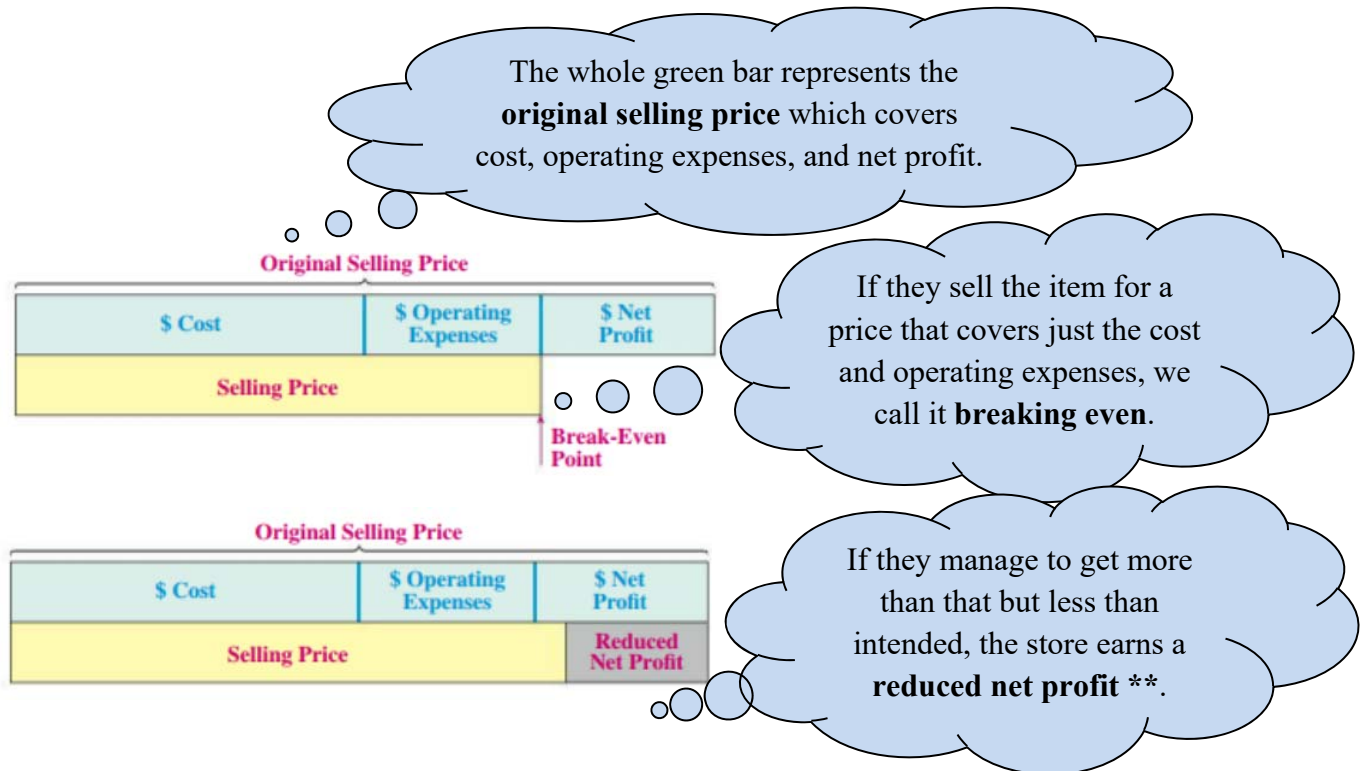 The whole green bar represents the
original selling price which covers
cost, operating expenses, and net profit.
Original Selling Price
$ Cost
$ Operating
Expenses
$ Net
Profit
Selling Price
Break-Even
Point
If they sell the item for a
price that covers just the cost
and operating expenses, we
call it breaking even.
Original Selling Price
$ Cost
$ Operating
Expenses
$ Net
Profit
Selling Price
Reduced
Net Profit
If they manage to get more
than that but less than
intended, the store earns a
reduced net profit **.